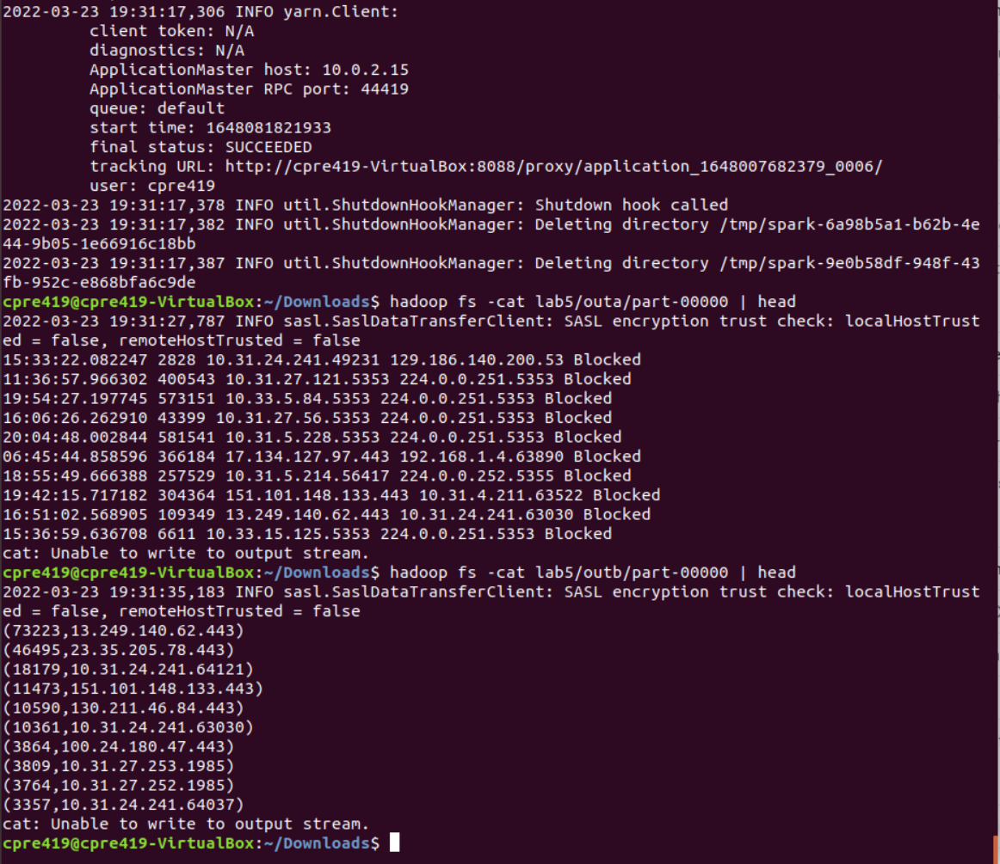 2022-03-23 19:31:17,306 INFO yarn.Client:
client token: N/A
diagnostics: N/A
ApplicationMaster host: 10.0.2.15
ApplicationMaster RPC port: 44419
queue: default
start time: 1648081821933
final status: SUCCEEDED
tracking URL: http://cpre419-VirtualBox:8088/proxy/application_1648007682379_0006/
user: cpre419
2022-03-23 19:31:17,378 INFO util.ShutdownHookManager: Shutdown hook called
2022-03-23 19:31:17,382 INFO util.ShutdownHookManager: Deleting directory /tmp/spark-6a98b5a1-b62b-4e
44-9b05-1e66916c18bb
2022-03-23 19:31:17,387 INFO util.ShutdownHookManager: Deleting directory /tmp/spark-9e0b58df-948f-43
fb-952c-e868bfa6c9de
cpre419@cpre419-VirtualBox:~/Downloads$ hadoop fs -cat lab5/outa/part-00000 | head
2022-03-23 19:31:27,787 INFO sasl.SaslDataTransferClient: SASL encryption trust check: localHostTrust
ed = false, remoteHostTrusted = false
15:33:22.082247 2828 10.31.24.241.49231 129.186.140.200.53 Blocked
11:36:57.966302 400543 10.31.27.121.5353 224.0.0.251.5353 Blocked
19:54:27.197745 573151 10.33.5.84.5353 224.0.0.251.5353 Blocked
16:06:26.262910 43399 10.31.27.56.5353 224.0.0.251.5353 Blocked
20:04:48.002844 581541 10.31.5.228.5353 224.0.0.251.5353 Blocked
06:45:44.858596 366184 17.134.127.97.443 192.168.1.4.63890 Blocked
18:55:49.666388 257529 10.31.5.214.56417 224.0.0.252.5355 Blocked
19:42:15.717182 304364 151.101.148.133.443 10.31.4.211.63522 Blocked
16:51:02.568905 109349 13.249.140.62.443 10.31.24.241.63030 Blocked
15:36:59.636708 6611 10.33.15.125.5353 224.0.0.251.5353 Blocked
cat: Unable to write to output stream.
cpre419@cpre419-VirtualBox:~/Downloads$ hadoop fs -cat lab5/outb/part-00000 | head
2022-03-23 19:31:35,183 INFO sasl.SaslDataTransferClient: SASL encryption trust check: localHostTrust
ed = false, remoteHostTrusted = false
(73223,13.249.140.62.443)
(46495,23.35.205.78.443)
(18179,10.31.24.241.64121)
(11473,151.101.148.133.443)
(10590,130.211.46.84.443)
(10361,10.31.24.241.63030)
(3864,100.24.180.47.443)
(3809,10.31.27.253.1985)
(3764,10.31.27.252.1985)
(3357,10.31.24.241.64037)
cat: Unable to write to output stream.
cpre419@cpre419-VirtualBox:~/Downloads$